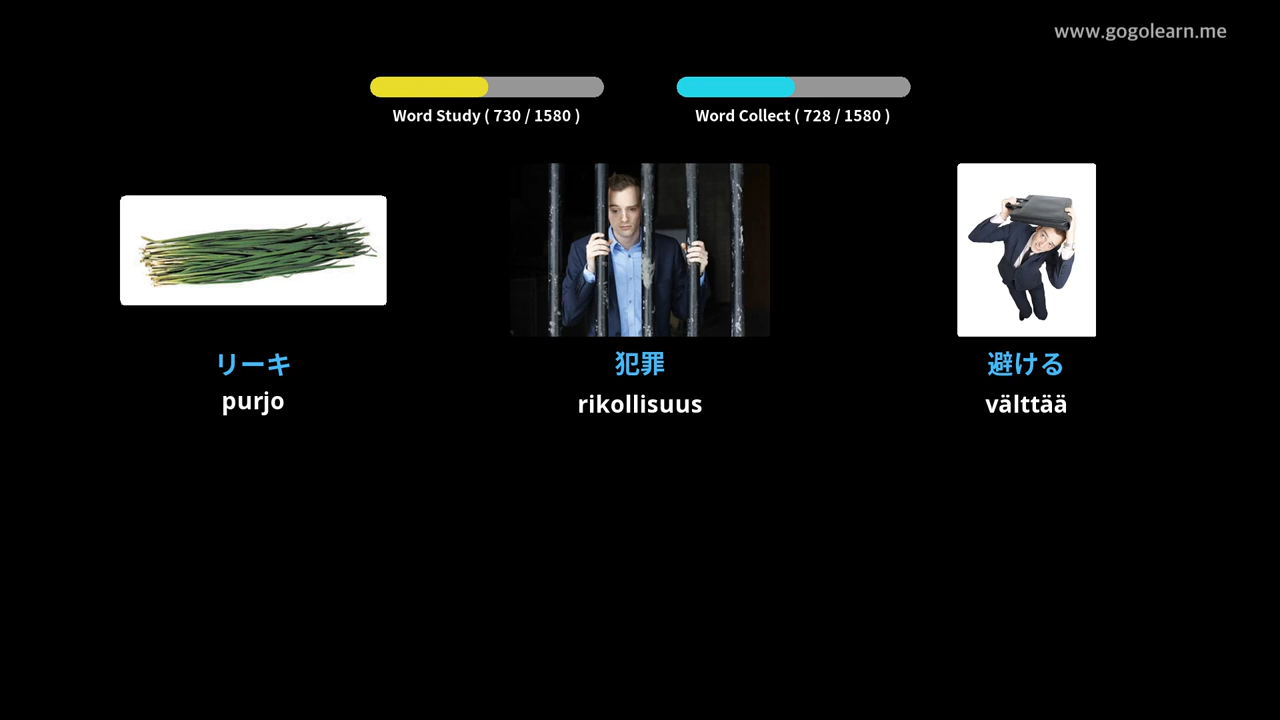 www.gogolearn.me
Word Study ( 730 / 1580 )
Word Collect ( 728 / 1580 )
リーキ
purjo
犯罪
rikollisuus
避ける
välttää